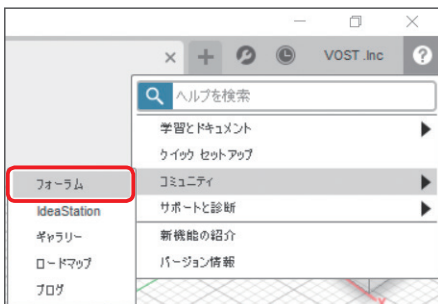 VOST .Inc
?
ヘルプを検索
学習とドキュメント
クイック セットアップ
コミュニティ
サポートと診断
新機能の紹介
バージョン情報
フォーラム
IdeaStation
ギャラリー
ロードマップ
ブログ